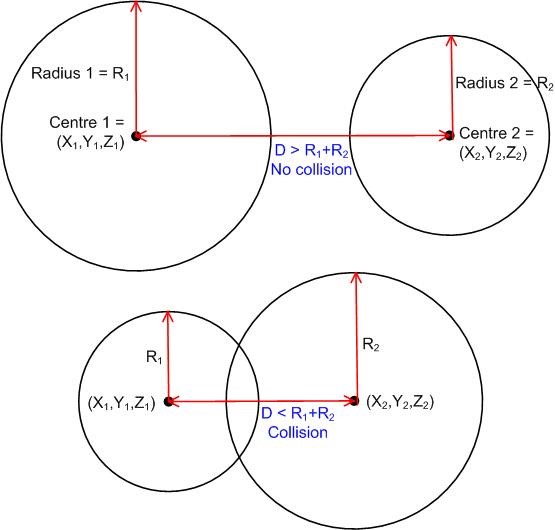 Radius 1 = R₁
Radius 2 = R₂
Centre 1 =
(X₁,Y₁,Z₁)
Centre 2 =
(X₂,Y₂,Z₂)
D > R₁+R₂
No collision
R₁
R₂
(X₁,Y₁,Z₁)
(X₂,Y₂,Z₂)
D < R₁+R₂
Collision